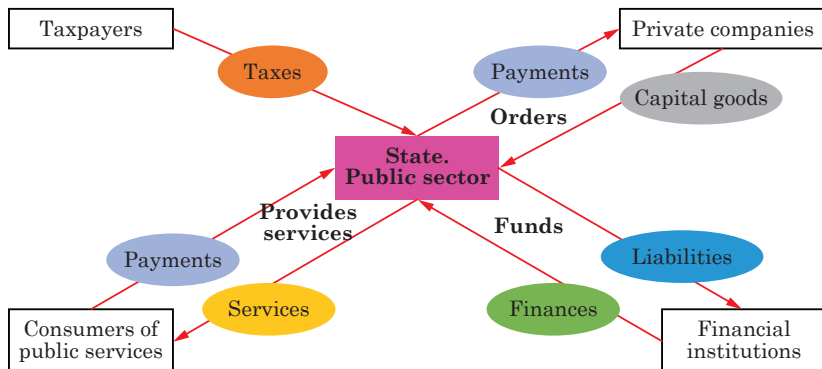 Taxpayers
Private companies
Taxes
Payments
Capital goods
Orders
State.
Public sector
Provides
services
Funds
Payments
Liabilities
Services
Finances
Consumers of
public services
Financial
institutions